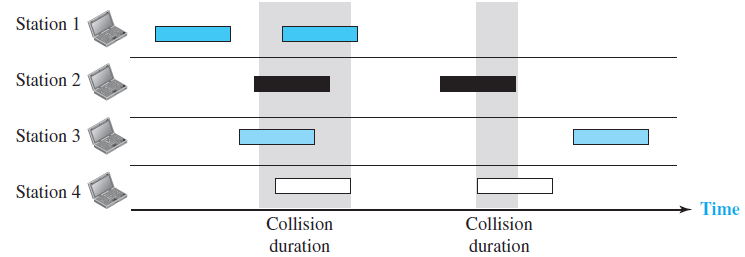 Station 1
Station 2
Station 3
Station 4
Time
Collision
duration
Collision
duration